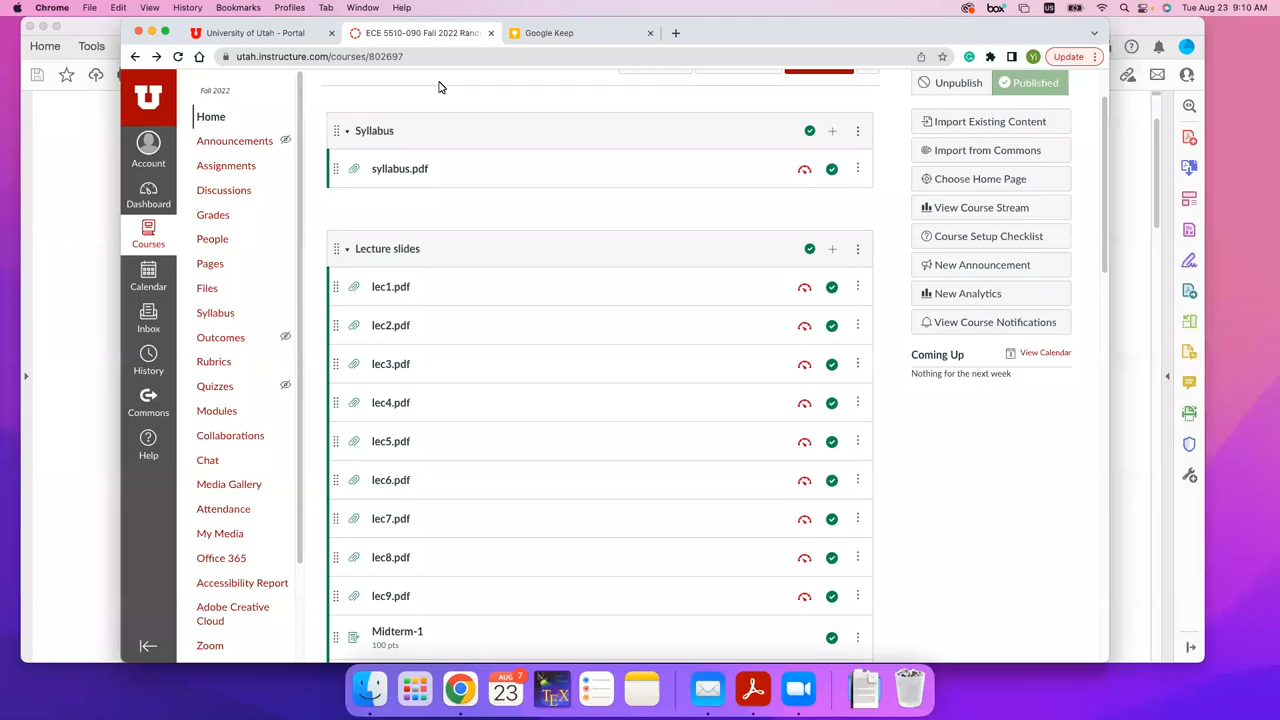 Chrome File Edit View History Bookmarks Profiles Tab Window Help
box
US
Tue Aug 23 9:10 AM
University of Utah - Portal
ECE 5510-090 Fall 2022 Rand
Google Keep
utah.instructure.com/courses/802697
Yi
Update
Home Tools
U
Account
Dashboard
Courses
Calendar
Inbox
History
Commons
Help
Fall 2022
Home
Announcements
Assignments
Discussions
Grades
People
Pages
Files
Syllabus
Outcomes
Rubrics
Quizzes
Modules
Collaborations
Chat
Media Gallery
Attendance
My Media
Office 365
Accessibility Report
Adobe Creative
Cloud
Zoom
Syllabus
syllabus.pdf
Lecture slides
lec1.pdf
lec2.pdf
lec3.pdf
lec4.pdf
lec5.pdf
lec6.pdf
lec7.pdf
lec8.pdf
lec9.pdf
Midterm-1
100 pts
Unpublish
Published
Import Existing Content
Import from Commons
Choose Home Page
View Course Stream
Course Setup Checklist
New Announcement
New Analytics
View Course Notifications
Coming Up
View Calendar
Nothing for the next week
AUG 7
23
TEX